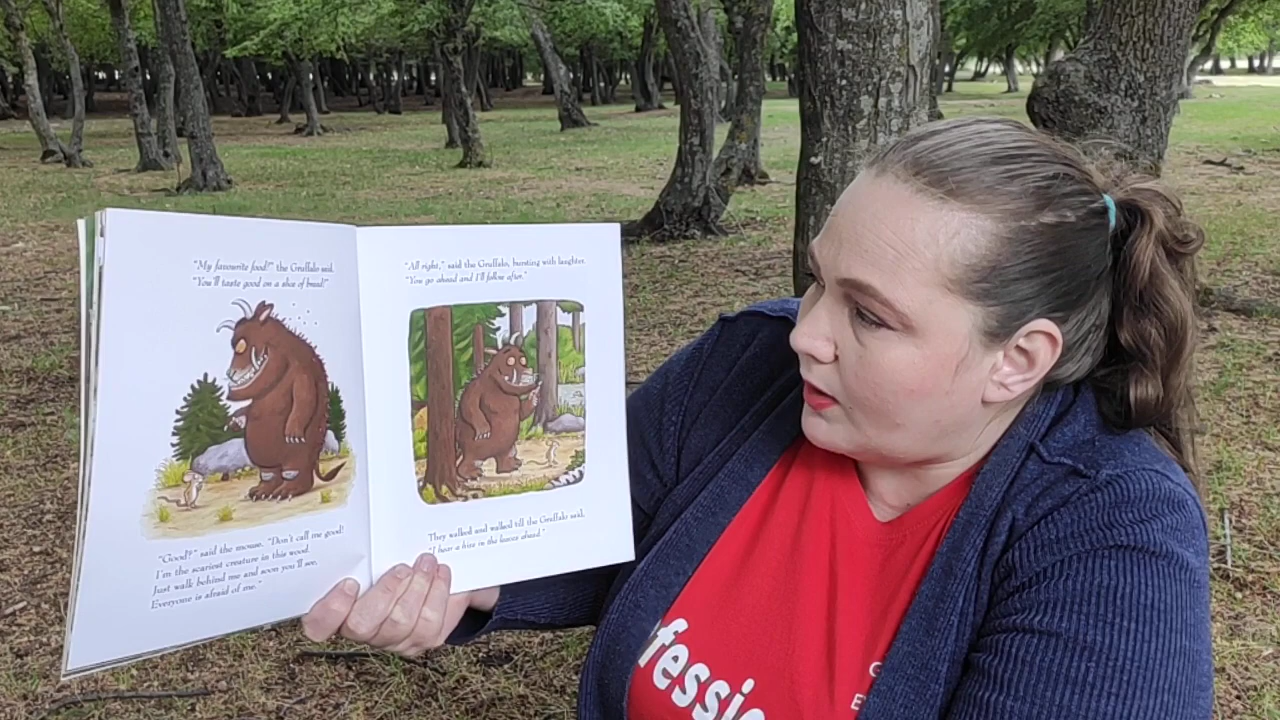 "My favourite food!" the Gruffalo said.
"You'll taste good on a slice of bread!"
"Good?" said the mouse. "Don't call me good!
I'm the scariest creature in this wood.
Just walk behind me and soon you'll see,
Everyone is afraid of me."
"All right," said the Gruffalo, bursting with laughter.
"You go ahead and I'll follow after."
They walked and walked till the Gruffalo said,
"I hear a hiss in the leaves ahead."
fessio
G
E